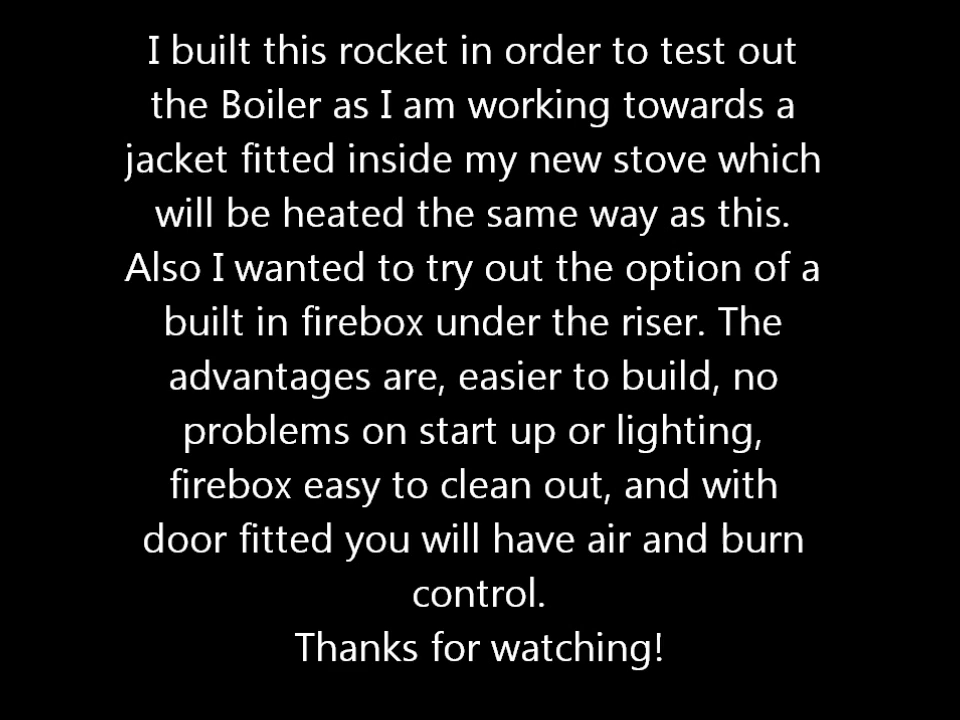 I built this rocket in order to test out
the Boiler as I am working towards a
jacket fitted inside my new stove which
will be heated the same way as this.
Also I wanted to try out the option of a
built in firebox under the riser. The
advantages are, easier to build, no
problems on start up or lighting,
firebox easy to clean out, and with
door fitted you will have air and burn
control.
Thanks for watching!